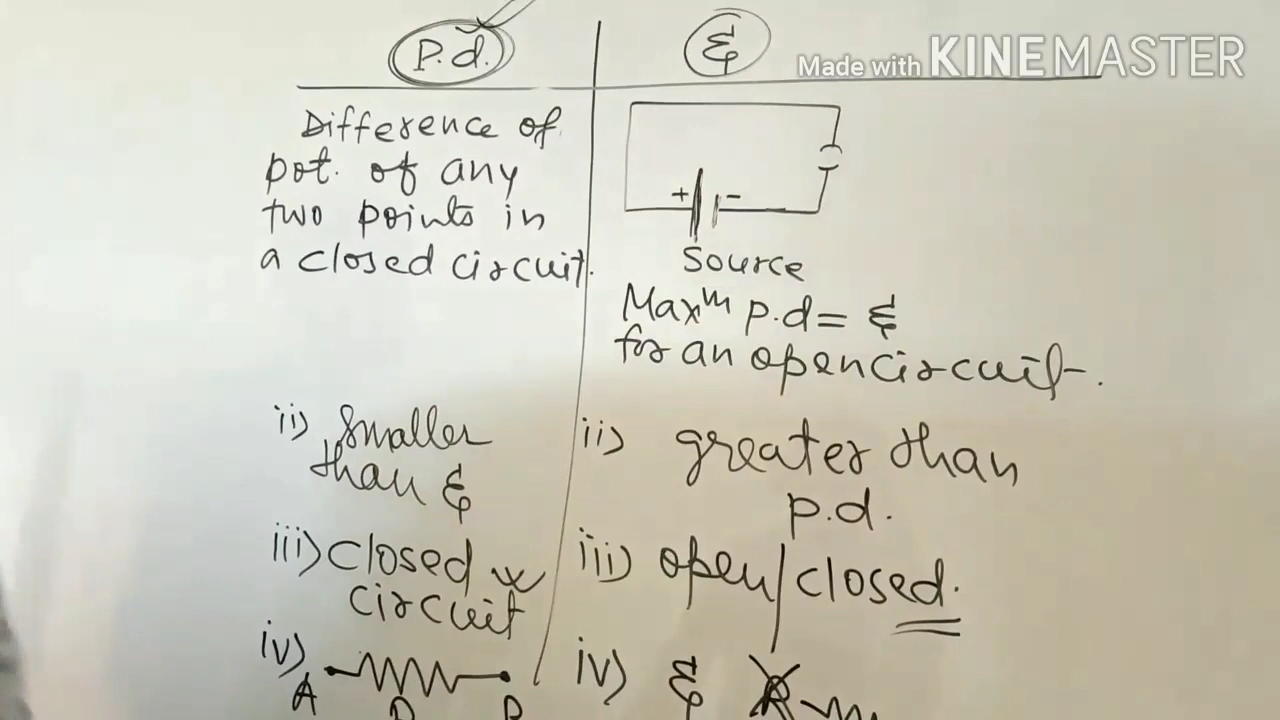 P.d.
ξ
Made with KINEMASTER
Difference of
pot. of any
two points in
a closed circuit.
+ -
Source
Maxᵐ p.d = ξ
for an open circuit.
ii) Smaller
than ξ
ii) greater than
p.d.
iii) closed
circuit
iii) open/closed.
iv)
A
iv) ξ R